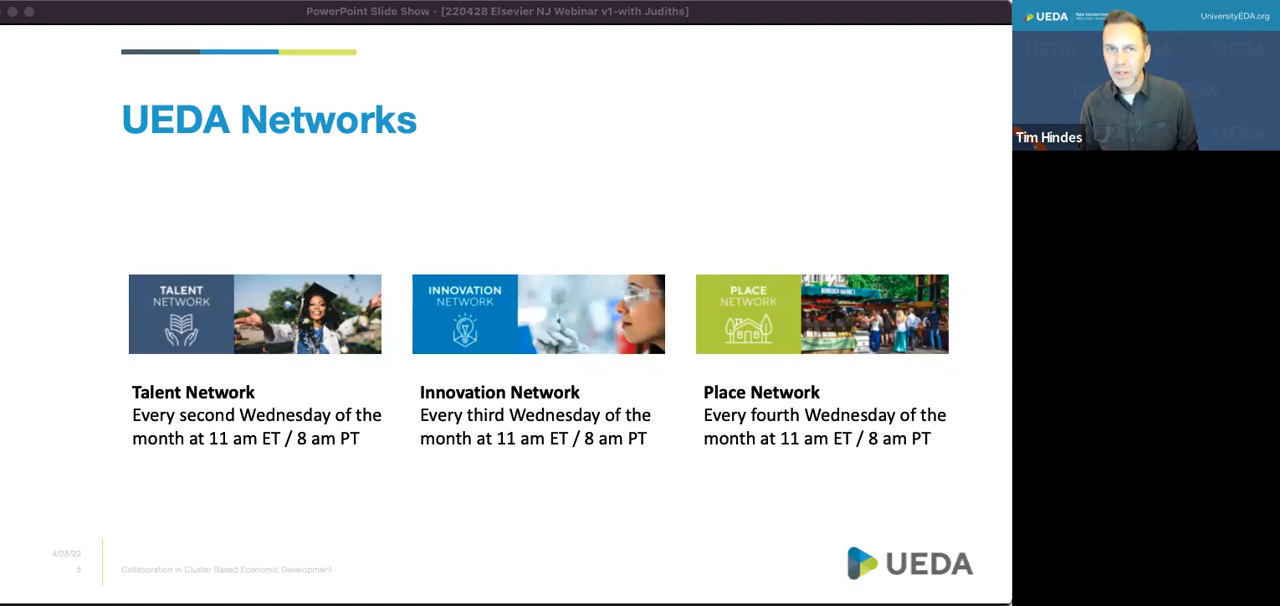 PowerPoint Slide Show - [220428 Elsevier NJ Webinar v1-with Judiths]
UEDA
UniversityEDA.org
Tim Hindes
UEDA Networks
TALENT
NETWORK
INNOVATION
NETWORK
PLACE
NETWORK
Talent Network
Every second Wednesday of the
month at 11 am ET / 8 am PT
Innovation Network
Every third Wednesday of the
month at 11 am ET / 8 am PT
Place Network
Every fourth Wednesday of the
month at 11 am ET / 8 am PT
4/28/22
5
Collaboration in Cluster Based Economic Development
UEDA